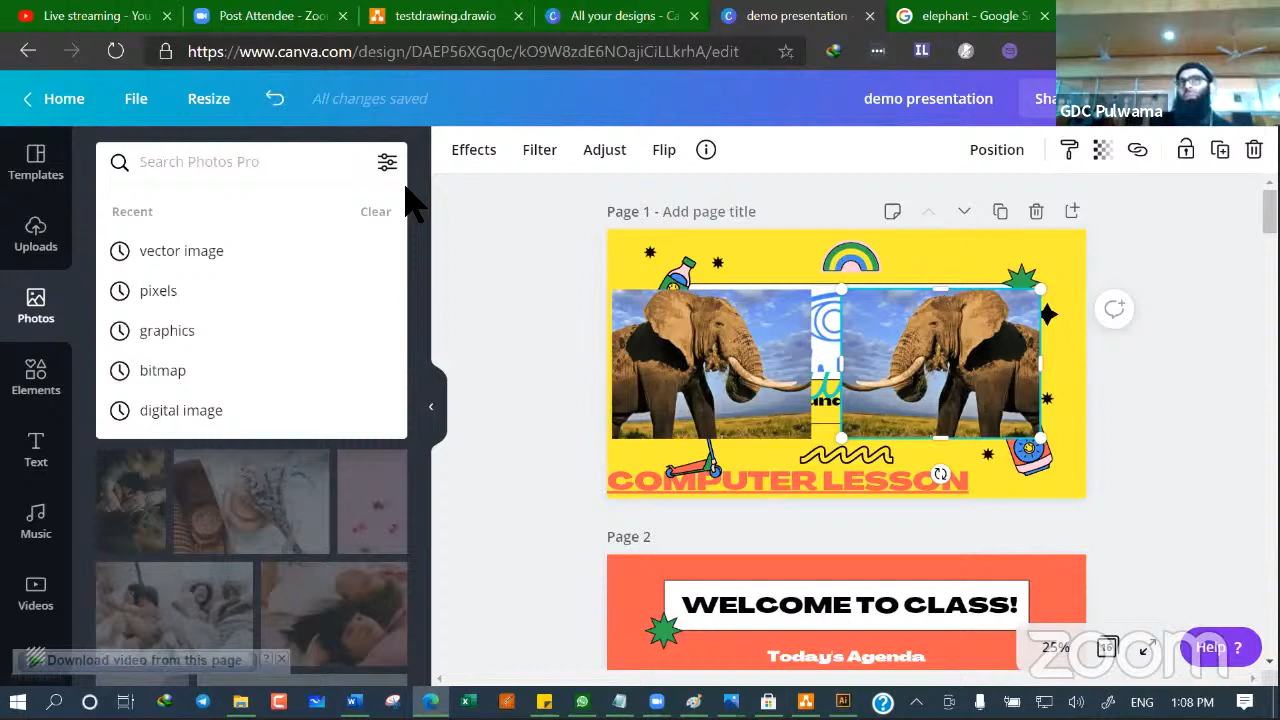 Live streaming - You
Post Attendee - Zoo
testdrawing.drawio
All your designs - Ca
demo presentation
elephant - Google S
https://www.canva.com/design/DAEP56XGq0c/kO9W8zdE6NOajiCiLLkrhA/edit
IL
Home
File
Resize
All changes saved
demo presentation
Sha
GDC Pulwama
Templates
Uploads
Photos
Elements
Text
Music
Videos
Search Photos Pro
Recent
Clear
vector image
pixels
graphics
bitmap
digital image
Download video from this page
?
Effects
Filter
Adjust
Flip
Position
Page 1 - Add page title
COMPUTER LESSON
Page 2
WELCOME TO CLASS!
Today's Agenda
25%
16
Help ?
zoom
Ai
ENG
1:08 PM